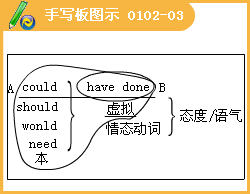 手写板图示 0102-03
A could have done B
should 虚拟
wonld 情态动词 态度/语气
need
本